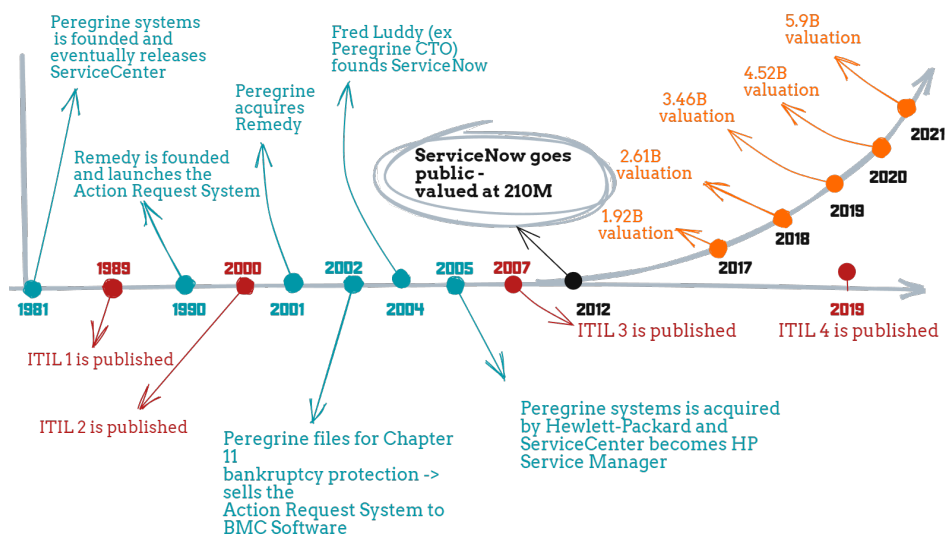 Peregrine systems
is founded and
eventually releases
ServiceCenter
Remedy is founded
and launches the
Action Request System
Peregrine
acquires
Remedy
Fred Luddy (ex
Peregrine CTO)
founds ServiceNow
ServiceNow goes
public -
valued at 210M
1.92B
valuation
2.61B
valuation
3.46B
valuation
4.52B
valuation
5.9B
valuation
2021
2020
2019
2018
2017
1981
1989
1990
2000
2001
2002
2004
2005
2007
2012
2019
ITIL 1 is published
ITIL 2 is published
ITIL 3 is published
ITIL 4 is published
Peregrine files for Chapter
11
bankruptcy protection ->
sells the
Action Request System to
BMC Software
Peregrine systems is acquired
by Hewlett-Packard and
ServiceCenter becomes HP
Service Manager